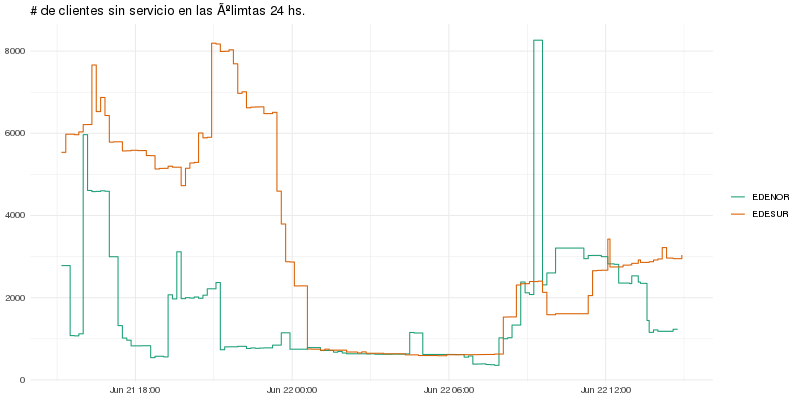 # de clientes sin servicio en las Ãºlimtas 24 hs.
8000
6000
4000
2000
0
Jun 21 18:00
Jun 22 00:00
Jun 22 06:00
Jun 22 12:00
EDENOR
EDESUR